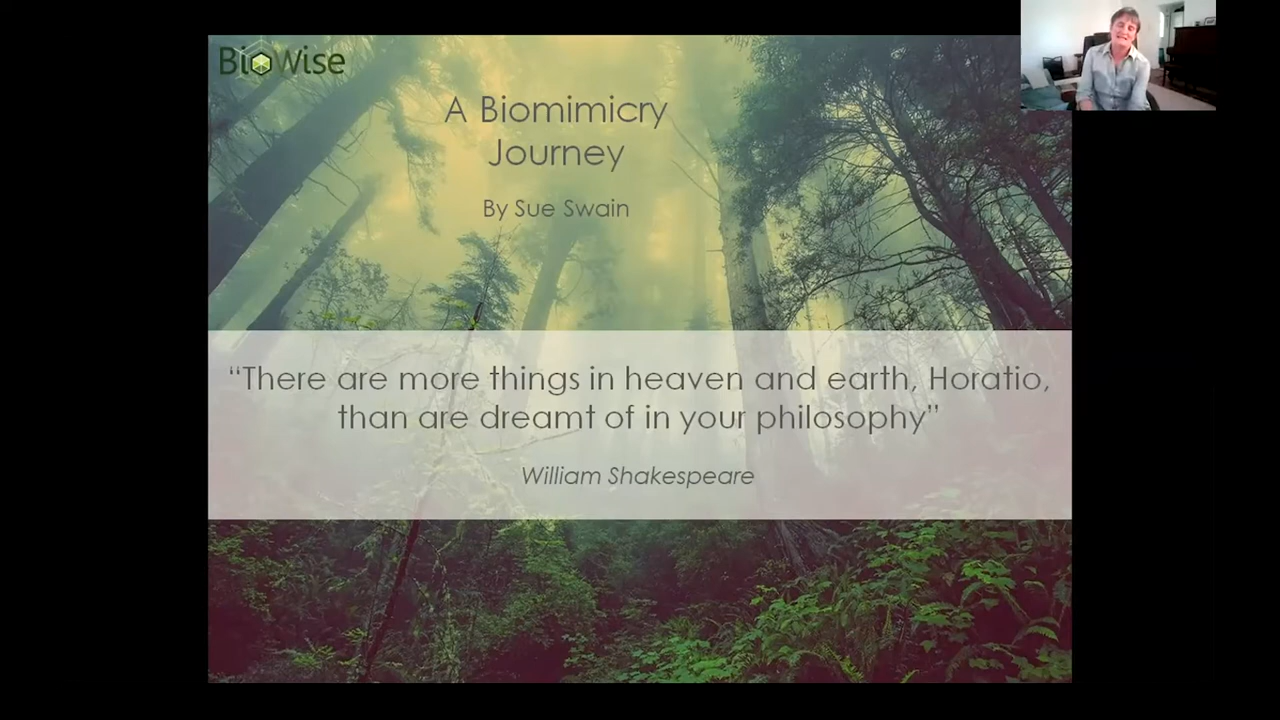 BioWise
A Biomimicry
Journey
By Sue Swain
“There are more things in heaven and earth, Horatio,
than are dreamt of in your philosophy”
William Shakespeare